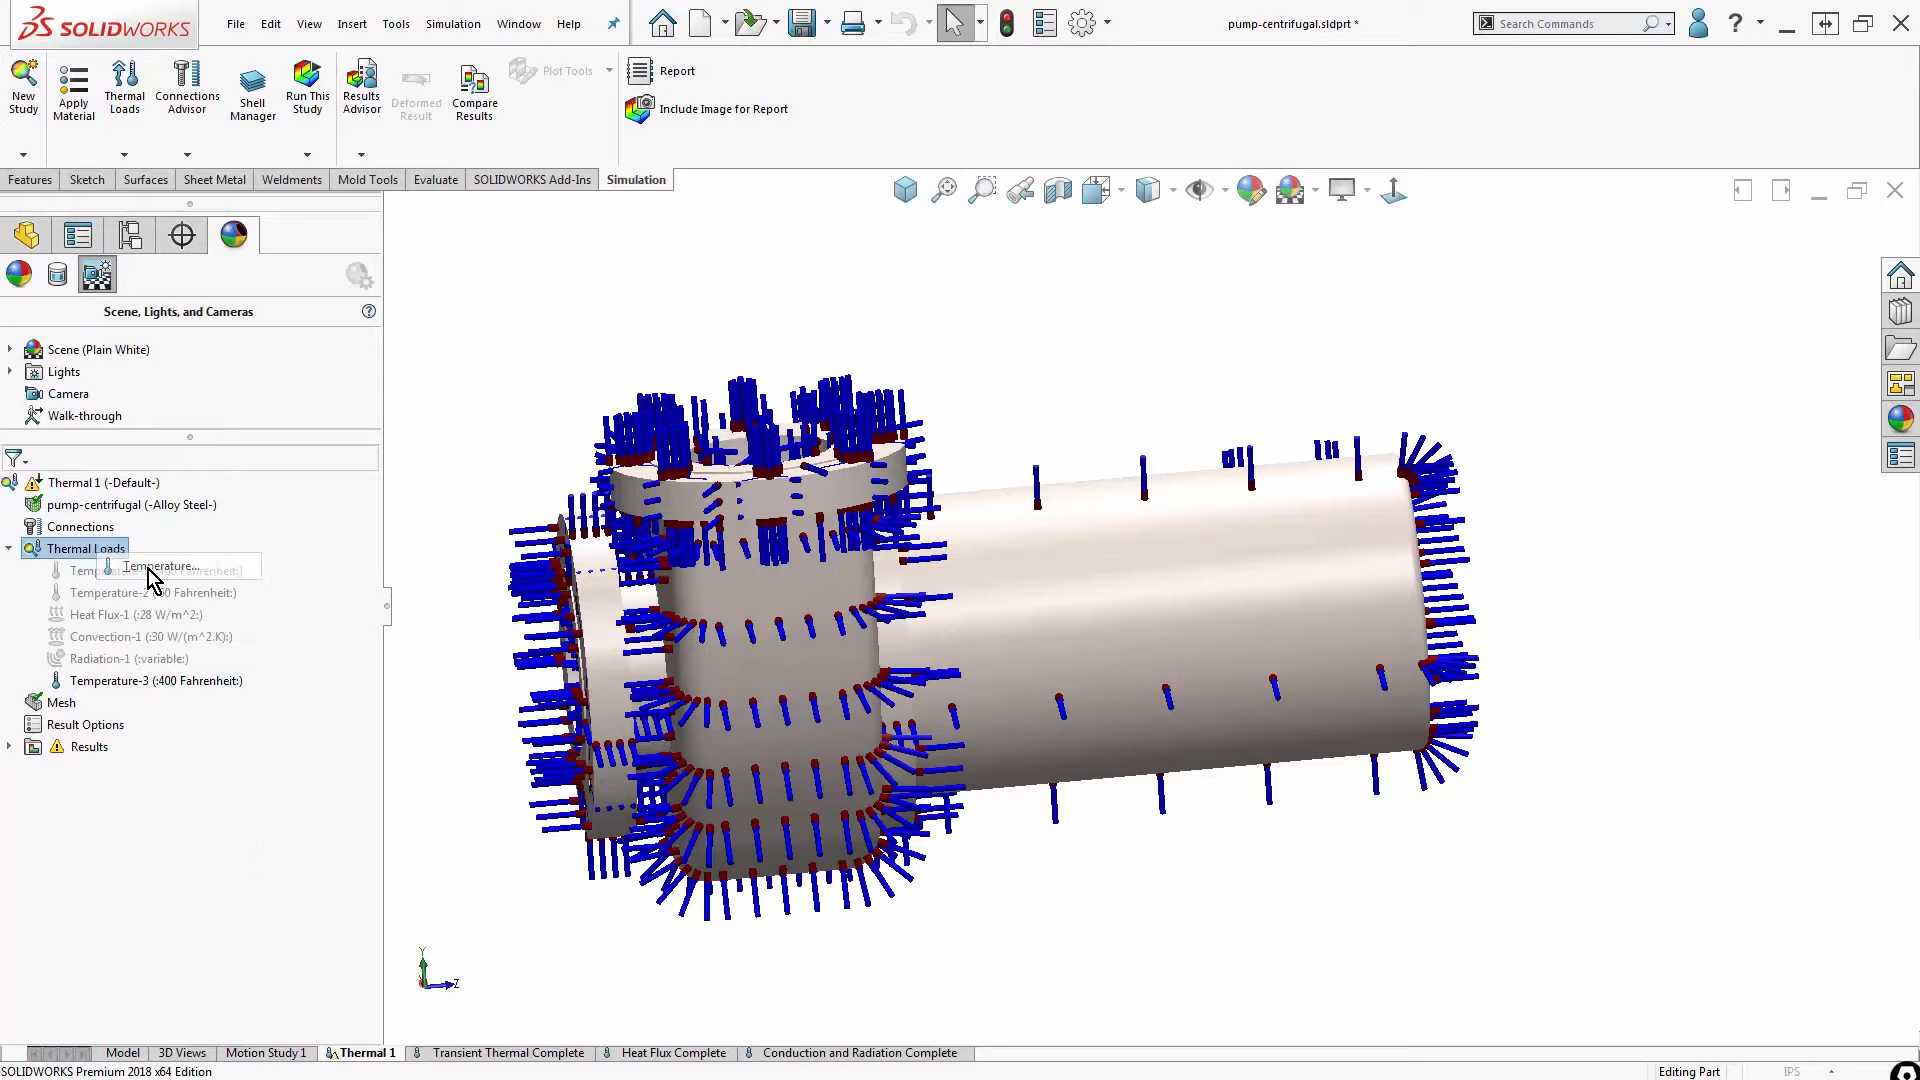 SOLIDWORKS
File Edit View Insert Tools Simulation Window Help
pump-centrifugal.sldprt *
Search Commands
New Study
Apply Material
Thermal Loads
Connections Advisor
Shell Manager
Run This Study
Results Advisor
Deformed Result
Compare Results
Plot Tools
Report
Include Image for Report
Features Sketch Surfaces Sheet Metal Weldments Mold Tools Evaluate SOLIDWORKS Add-Ins Simulation
Scene, Lights, and Cameras
Scene (Plain White)
Lights
Camera
Walk-through
Thermal 1 (-Default-)
pump-centrifugal (-Alloy Steel-)
Connections
Thermal Loads
Temperature...
Fahrenheit:)
Temperature-2 Fahrenheit:)
Heat Flux-1 (:28 W/m^2:)
Convection-1 (:30 W/(m^2.K):)
Radiation-1 (:variable:)
Temperature-3 (:400 Fahrenheit:)
Mesh
Result Options
Results
Y
Z
Model 3D Views Motion Study 1 Thermal 1 Transient Thermal Complete Heat Flux Complete Conduction and Radiation Complete
SOLIDWORKS Premium 2018 x64 Edition
Editing Part
IPS